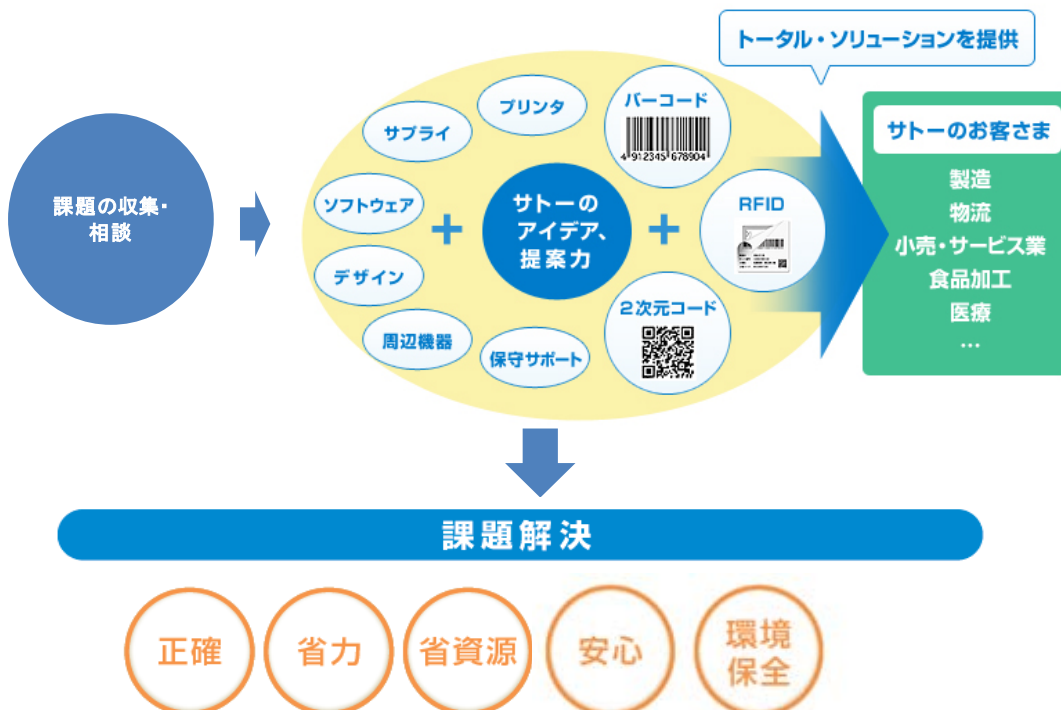 トータル・ソリューションを提供
課題の収集・
相談
サプライ
プリンタ
バーコード
4 912345 678904
ソフトウェア
デザイン
周辺機器
保守サポート
+
サトーの
アイデア、
提案力
+
RFID
2次元コード
サトーのお客さま
製造
物流
小売・サービス業
食品加工
医療
…
課題解決
正確
省力
省資源
安心
環境
保全